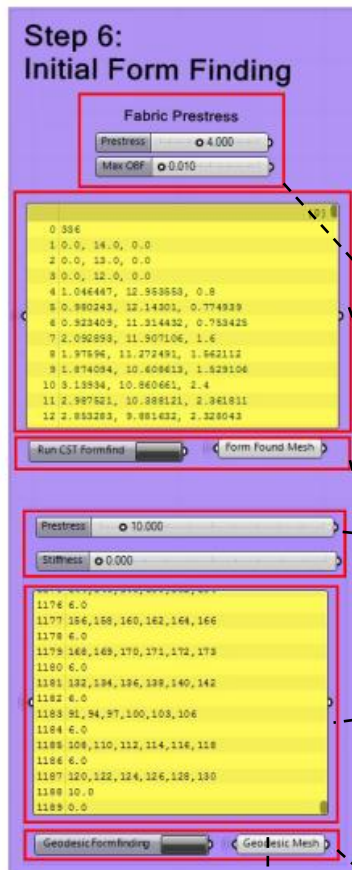 Step 6:
Initial Form Finding
Fabric Prestress
Prestress 4.000
Max OBF 0.010
0 336
1 0.0, 14.0, 0.0
2 0.0, 13.0, 0.0
3 0.0, 12.0, 0.0
4 1.046447, 12.953553, 0.8
5 0.980243, 12.14301, 0.774939
6 0.923409, 11.314432, 0.753425
7 2.092893, 11.907106, 1.6
8 1.97596, 11.272491, 1.562112
9 1.874094, 10.608613, 1.529106
10 3.13934, 10.860661, 2.4
11 2.987521, 10.388121, 2.361811
12 2.853283, 9.881632, 2.328043
Run CST Formfind Form Found Mesh
Prestress 10.000
Stiffness 0.000
1176 6.0
1177 156,158,160,162,164,166
1178 6.0
1179 168,169,170,171,172,173
1180 6.0
1181 132,134,136,138,140,142
1182 6.0
1183 91,94,97,100,103,106
1184 6.0
1185 108,110,112,114,116,118
1186 6.0
1187 120,122,124,126,128,130
1188 10.0
1189 0.0
Geodesic Formfinding Geodesic Mesh